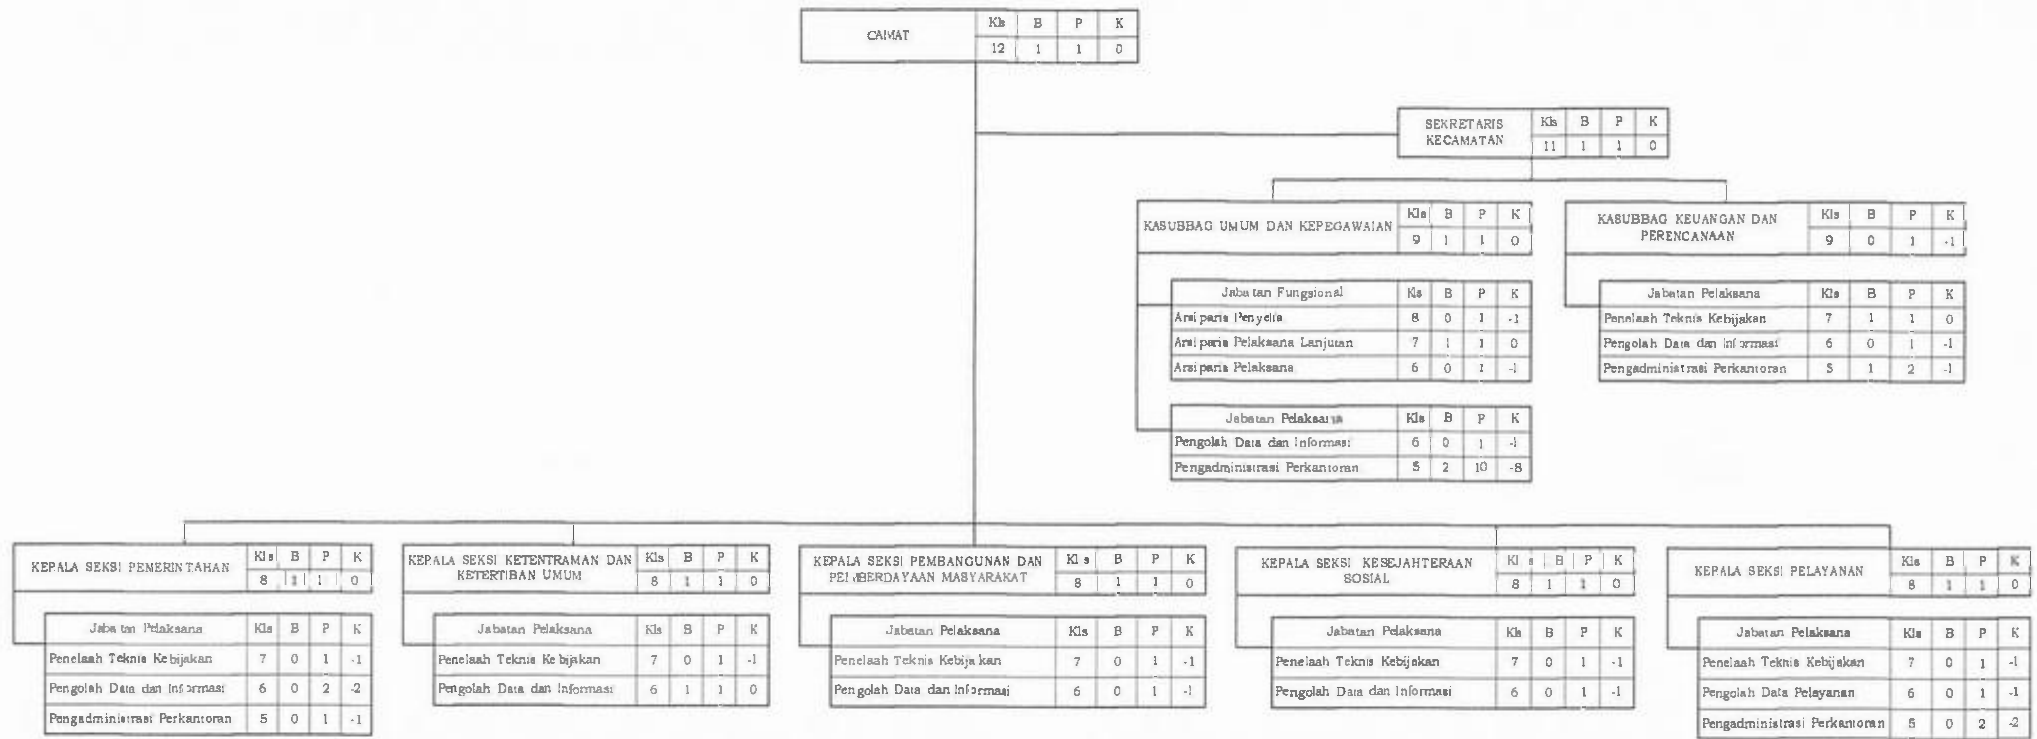 CAMAT Kls B P K
12 1 1 0
SEKRETARIS Kls B P K
KECAMATAN 11 1 1 0
KASUBBAG UMUM DAN KEPEGAWAIAN Kls B P K
9 1 1 0
Jabatan Fungsional Kls B P K
Arsiparis Penyelia 8 0 1 -1
Arsiparis Pelaksana Lanjutan 7 1 1 0
Arsiparis Pelaksana 6 0 1 -1
Jabatan Pelaksana Kls B P K
Pengolah Data dan Informasi 6 0 1 -1
Pengadministrasi Perkantoran 5 2 10 -8
KASUBBAG KEUANGAN DAN Kls B P K
PERENCANAAN 9 0 1 -1
Jabatan Pelaksana Kls B P K
Penelaah Teknis Kebijakan 7 1 1 0
Pengolah Data dan Informasi 6 0 1 -1
Pengadministrasi Perkantoran 5 1 2 -1
KEPALA SEKSI PEMERINTAHAN Kls B P K
8 1 1 0
Jabatan Pelaksana Kls B P K
Penelaah Teknis Kebijakan 7 0 1 -1
Pengolah Data dan Informasi 6 0 2 -2
Pengadministrasi Perkantoran 5 0 1 -1
KEPALA SEKSI KETENTRAMAN DAN Kls B P K
KETERTIBAN UMUM 8 1 1 0
Jabatan Pelaksana Kls B P K
Penelaah Teknis Kebijakan 7 0 1 -1
Pengolah Data dan Informasi 6 1 1 0
KEPALA SEKSI PEMBANGUNAN DAN Kls B P K
PEMBERDAYAAN MASYARAKAT 8 1 1 0
Jabatan Pelaksana Kls B P K
Penelaah Teknis Kebijakan 7 0 1 -1
Pengolah Data dan Informasi 6 0 1 -1
KEPALA SEKSI KESEJAHTERAAN Kls B P K
SOSIAL 8 1 1 0
Jabatan Pelaksana Kls B P K
Penelaah Teknis Kebijakan 7 0 1 -1
Pengolah Data dan Informasi 6 0 1 -1
KEPALA SEKSI PELAYANAN Kls B P K
8 1 1 0
Jabatan Pelaksana Kls B P K
Penelaah Teknis Kebijakan 7 0 1 -1
Pengolah Data Pelayanan 6 0 1 -1
Pengadministrasi Perkantoran 5 0 2 -2